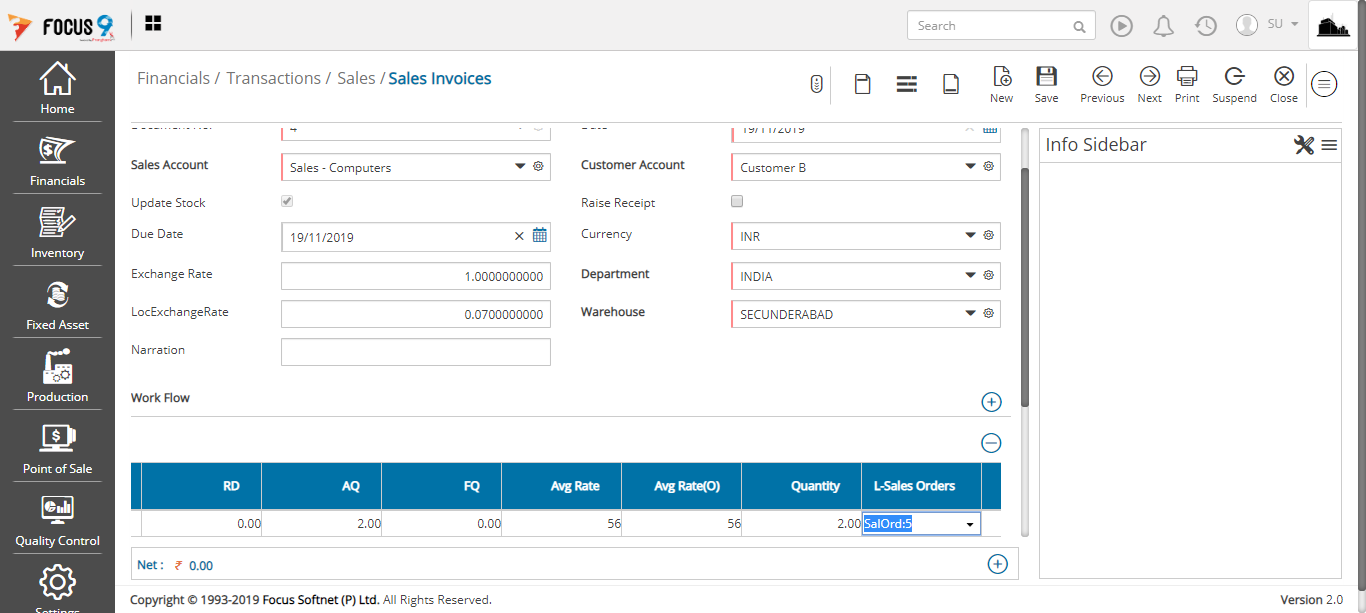 FOCUS 9
Search
SU
Home
Financials
Inventory
Fixed Asset
Production
Point of Sale
Quality Control
Settings
Financials / Transactions / Sales / Sales Invoices
New
Save
Previous
Next
Print
Suspend
Close
Document No. 4 Date 19/11/2019
Sales Account Sales - Computers Customer Account Customer B
Update Stock Raise Receipt
Due Date 19/11/2019 Currency INR
Exchange Rate 1.0000000000 Department INDIA
LocExchangeRate 0.0700000000 Warehouse SECUNDERABAD
Narration
Work Flow
RD AQ FQ Avg Rate Avg Rate(O) Quantity L-Sales Orders
0.00 2.00 0.00 56 56 2.00 SalOrd:5
Net : ₹ 0.00
Info Sidebar
Copyright © 1993-2019 Focus Softnet (P) Ltd. All Rights Reserved.
Version 2.0